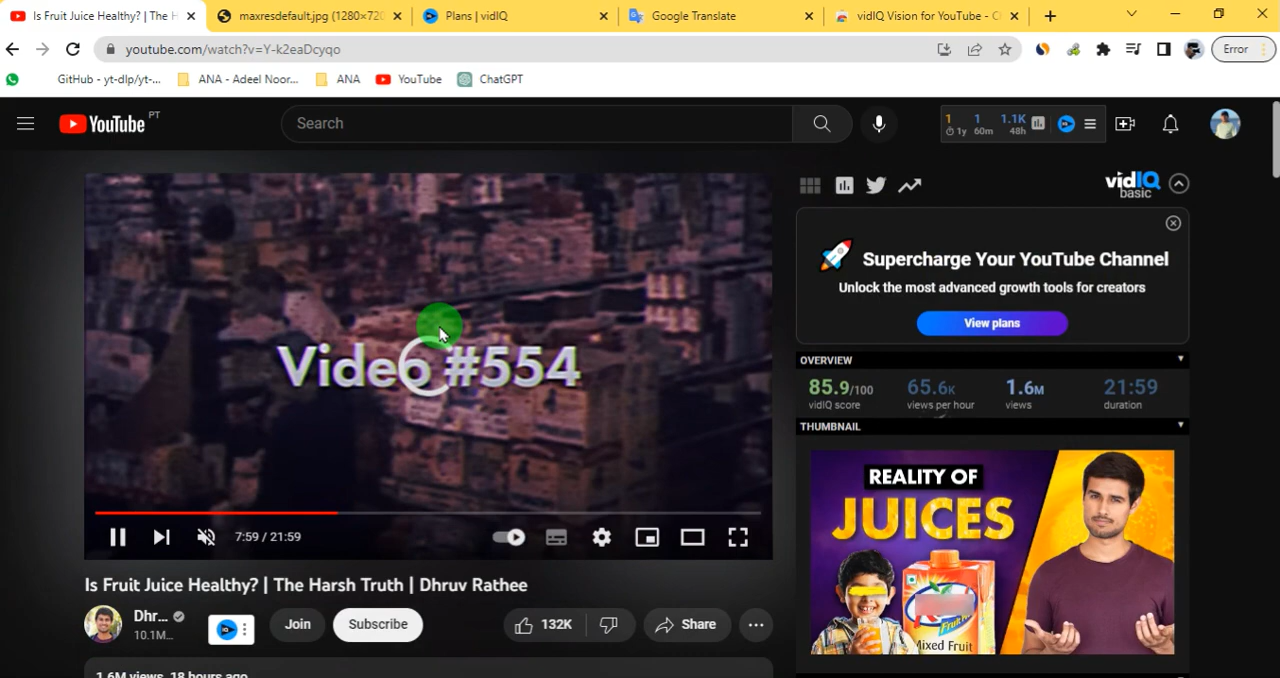 Is Fruit Juice Healthy? | The H
maxresdefault.jpg (1280×720
Plans | vidIQ
Google Translate
vidIQ Vision for YouTube - C
youtube.com/watch?v=Y-k2eaDcyqo
Error
GitHub - yt-dlp/yt-...
ANA - Adeel Noor...
ANA
YouTube
ChatGPT
YouTube PT
Search
1 1 1.1K
1y 60m 48h
vidIQ
basic
Supercharge Your YouTube Channel
Unlock the most advanced growth tools for creators
View plans
Video #554
OVERVIEW
85.9/100 65.6K 1.6M 21:59
vidIQ score views per hour views duration
THUMBNAIL
REALITY OF
JUICES
Mixed Fruit
7:59 / 21:59
Is Fruit Juice Healthy? | The Harsh Truth | Dhruv Rathee
Dhr...
10.1M...
Join
Subscribe
132K
Share
1.6M views 18 hours ago